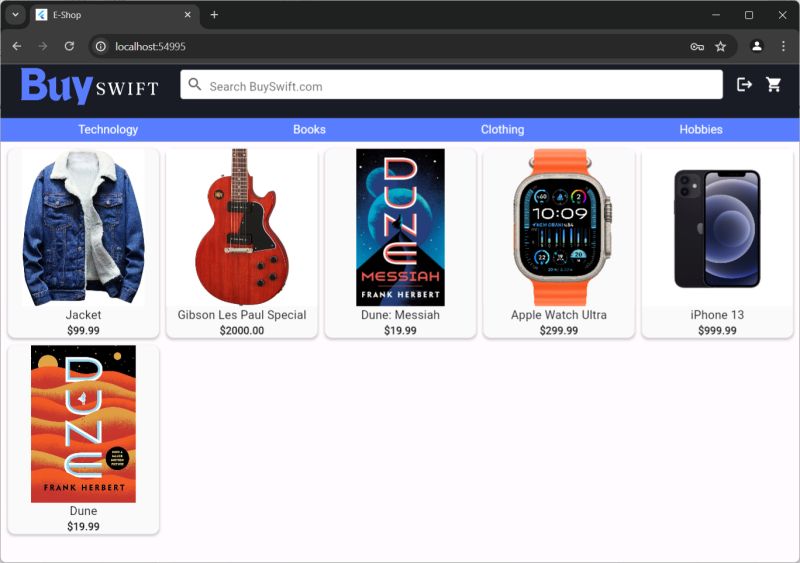 E-Shop
localhost:54995
Buy SWIFT
Search BuySwift.com
Technology
Books
Clothing
Hobbies
Jacket
$99.99
Gibson Les Paul Special
$2000.00
DUNE
MESSIAH
FRANK HERBERT
Dune: Messiah
$19.99
10:09
Apple Watch Ultra
$299.99
iPhone 13
$999.99
DUNE
FRANK HERBERT
Dune
$19.99